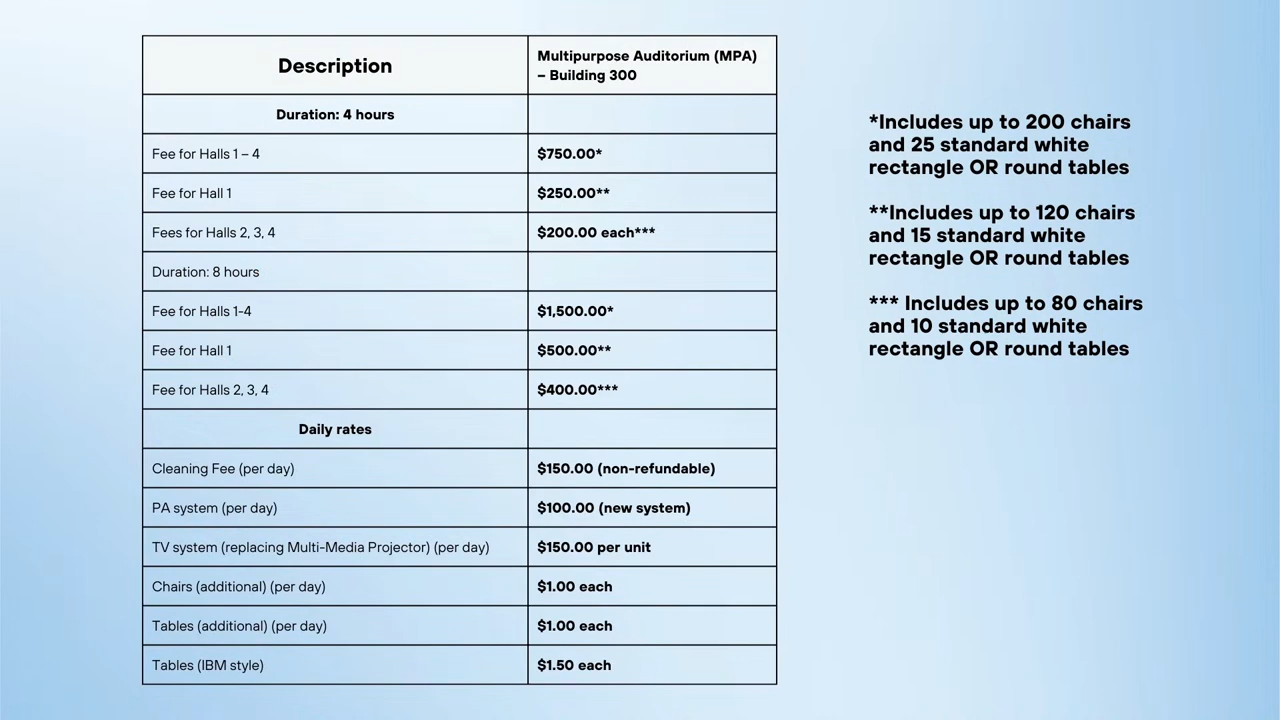 Description
Multipurpose Auditorium (MPA)
– Building 300
Duration: 4 hours
Fee for Halls 1 – 4
$750.00*
Fee for Hall 1
$250.00**
Fees for Halls 2, 3, 4
$200.00 each***
Duration: 8 hours
Fee for Halls 1-4
$1,500.00*
Fee for Hall 1
$500.00**
Fee for Halls 2, 3, 4
$400.00***
Daily rates
Cleaning Fee (per day)
$150.00 (non-refundable)
PA system (per day)
$100.00 (new system)
TV system (replacing Multi-Media Projector) (per day)
$150.00 per unit
Chairs (additional) (per day)
$1.00 each
Tables (additional) (per day)
$1.00 each
Tables (IBM style)
$1.50 each
*Includes up to 200 chairs
and 25 standard white
rectangle OR round tables
**Includes up to 120 chairs
and 15 standard white
rectangle OR round tables
*** Includes up to 80 chairs
and 10 standard white
rectangle OR round tables